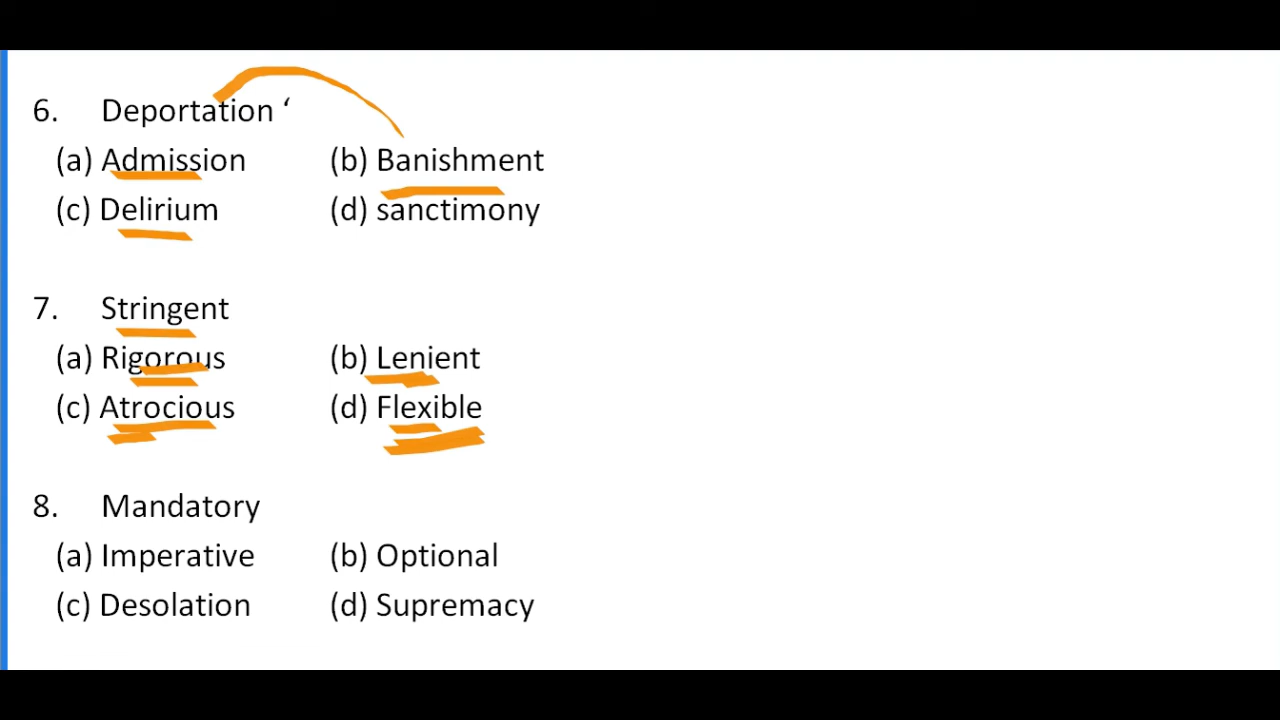 6. Deportation ‘
(a) Admission (b) Banishment
(c) Delirium (d) sanctimony
7. Stringent
(a) Rigorous (b) Lenient
(c) Atrocious (d) Flexible
8. Mandatory
(a) Imperative (b) Optional
(c) Desolation (d) Supremacy